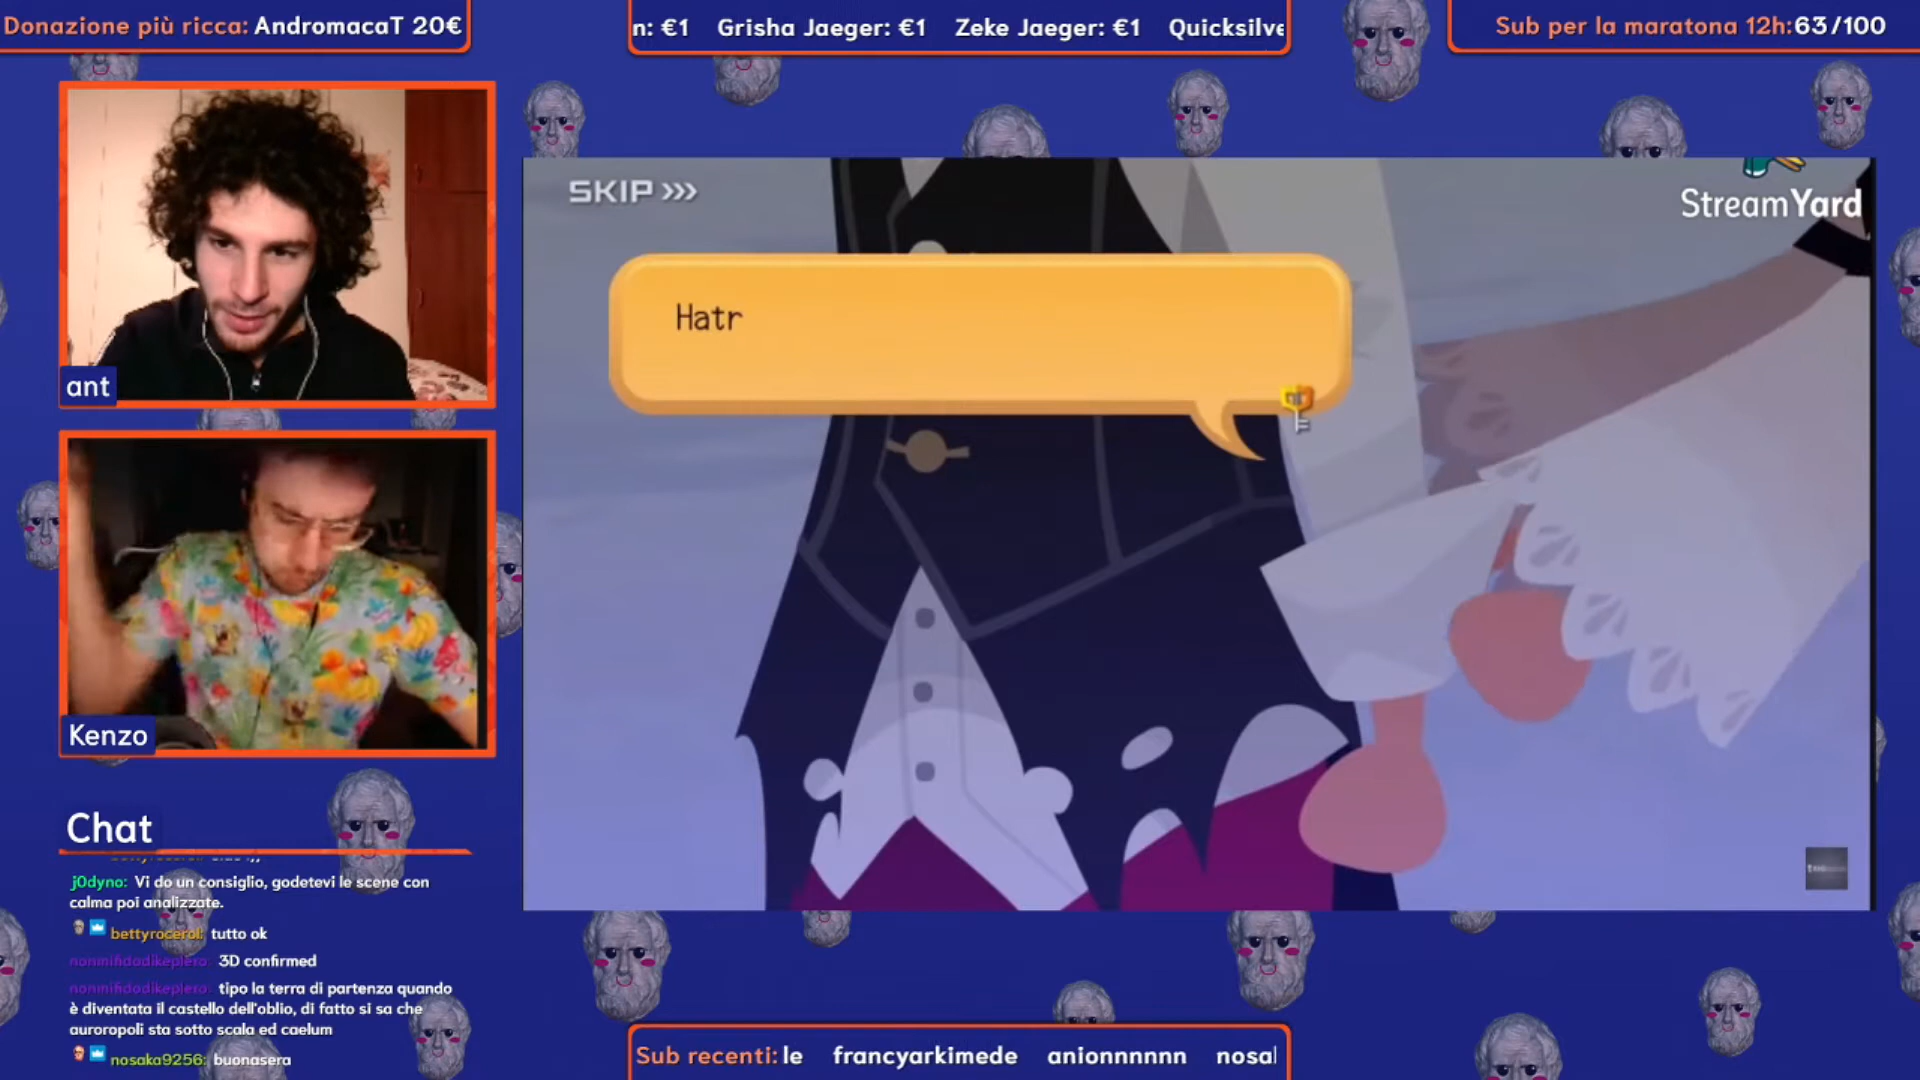 Donazione più ricca: AndromacaT 20€
n: €1 Grisha Jaeger: €1 Zeke Jaeger: €1 Quicksilve
Sub per la maratona 12h:63/100
SKIP >>>
StreamYard
Hatr
ant
Kenzo
Chat
j0dyno: Vi do un consiglio, godetevi le scene con
calma poi analizzate.
bettyrocerol: tutto ok
nonmifidodikeplero: 3D confirmed
nonmifidodikeplero: tipo la terra di partenza quando
è diventata il castello dell'oblio, di fatto si sa che
auroropoli sta sotto scala ed caelum
nosaka9256: buonasera
Sub recenti: le francyarkimede anionnnnnn nosal